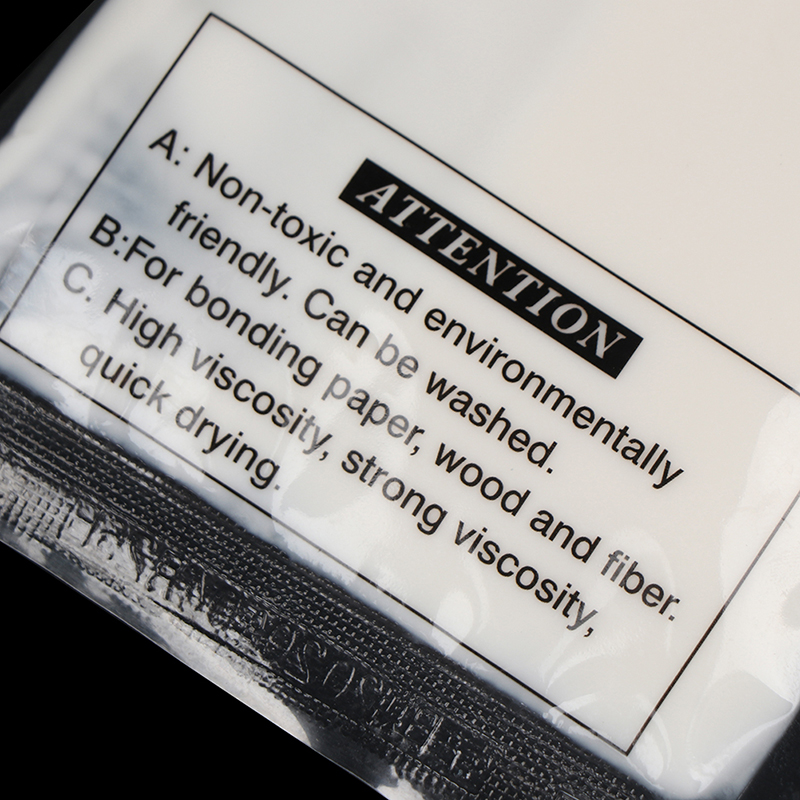 ATTENTION
A: Non-toxic and environmentally
friendly. Can be washed.
B:For bonding paper, wood and fiber.
C. High viscosity, strong viscosity,
quick drying.